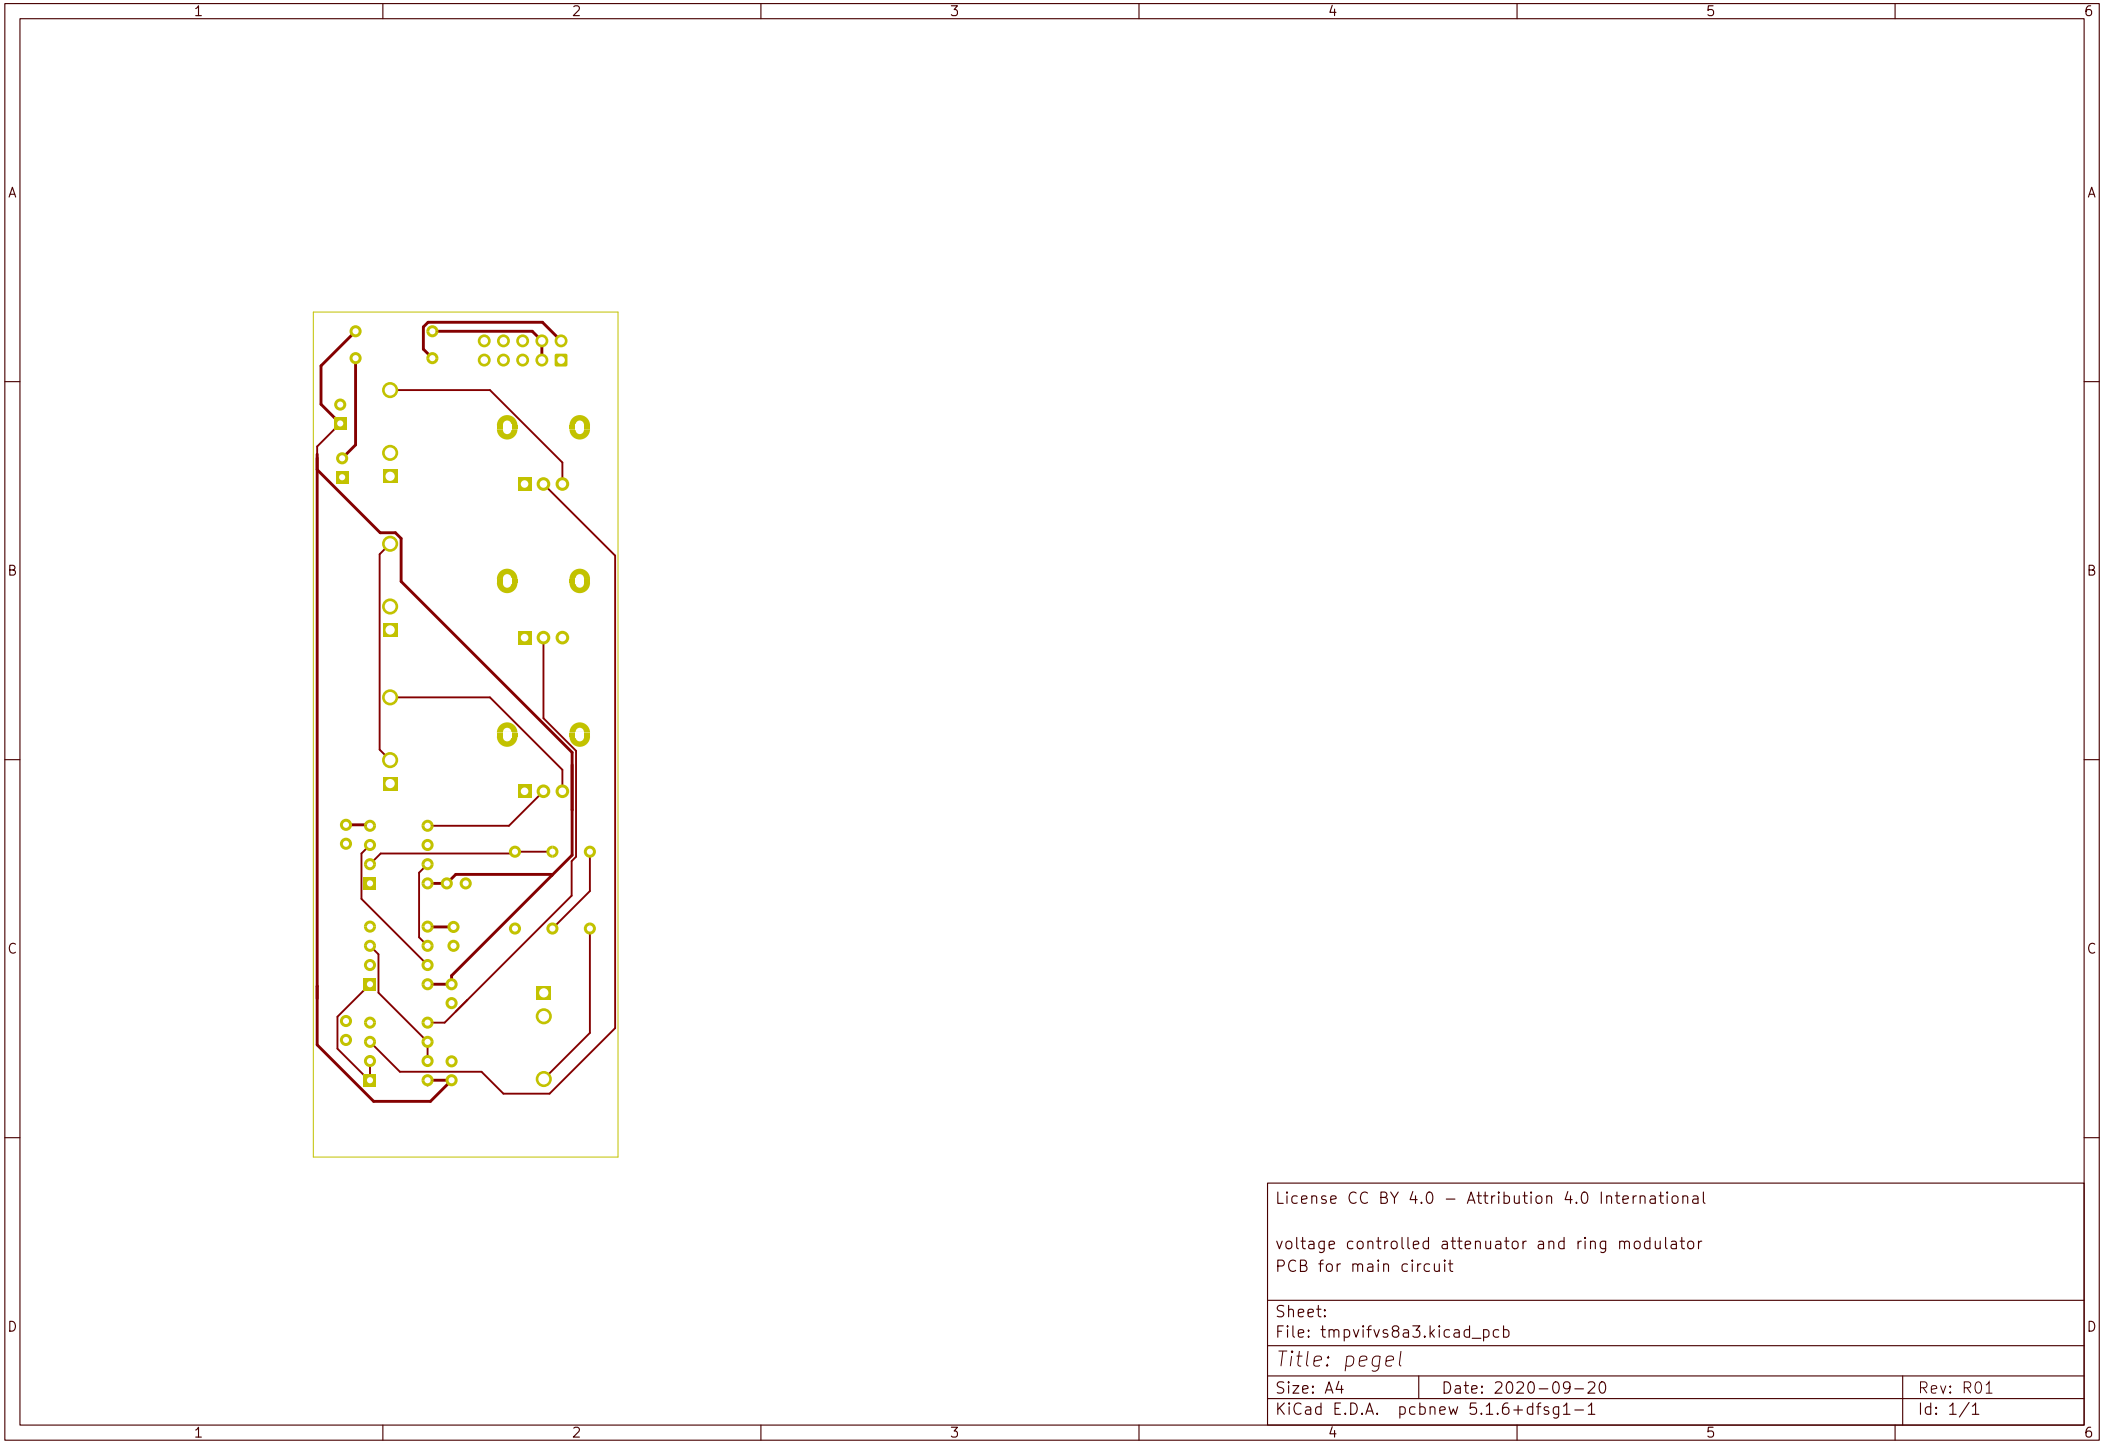 1 2 3 4 5 6
A A
B B
C C
D D
License CC BY 4.0 - Attribution 4.0 International
voltage controlled attenuator and ring modulator
PCB for main circuit
Sheet:
File: tmpvifvs8a3.kicad_pcb
Title: pegel
Size: A4 Date: 2020-09-20 Rev: R01
KiCad E.D.A. pcbnew 5.1.6+dfsg1-1 Id: 1/1
1 2 3 4 5 6